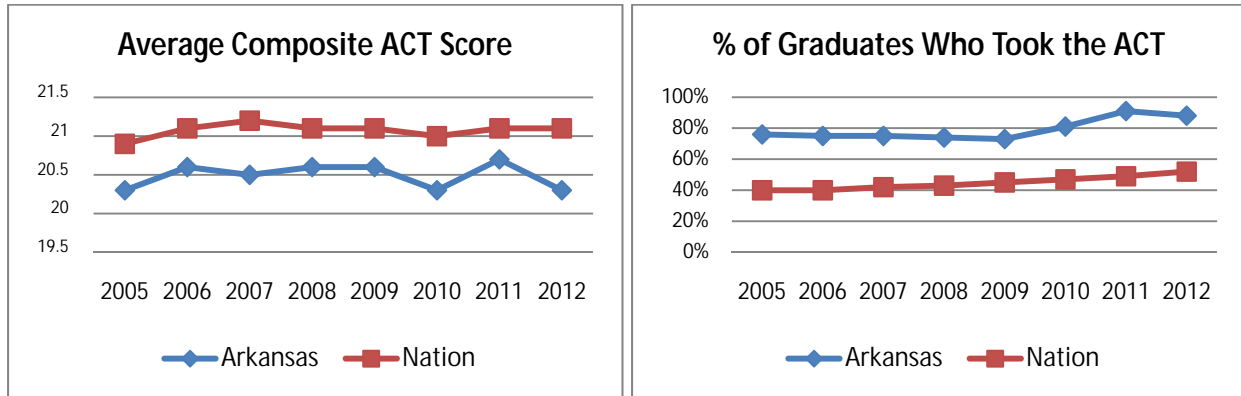 Average Composite ACT Score
21.5
21
20.5
20
19.5
2005 2006 2007 2008 2009 2010 2011 2012
Arkansas Nation
% of Graduates Who Took the ACT
100%
80%
60%
40%
20%
0%
2005 2006 2007 2008 2009 2010 2011 2012
Arkansas Nation